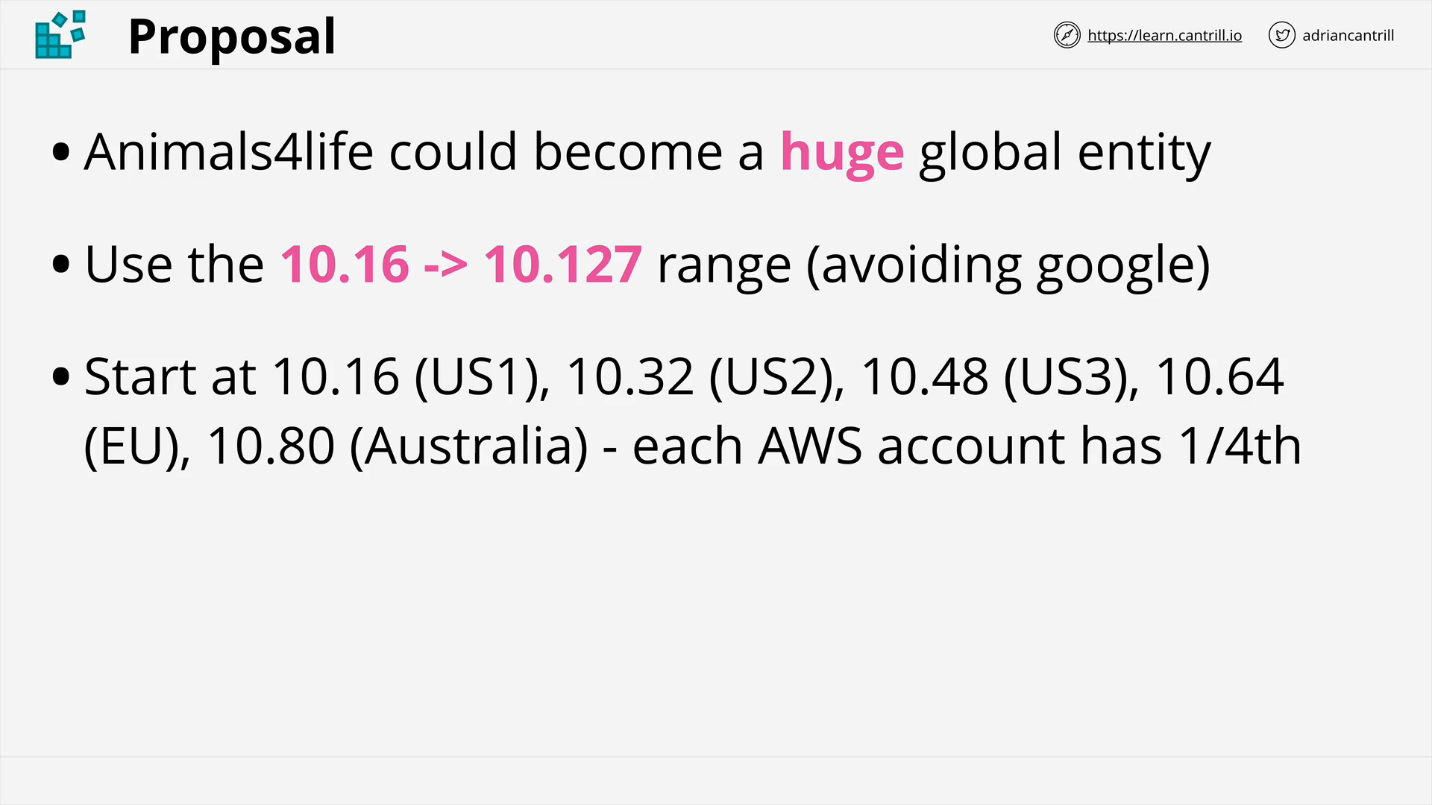 Proposal
https://learn.cantrill.io
adriancantrill
• Animals4life could become a huge global entity
• Use the 10.16 -> 10.127 range (avoiding google)
• Start at 10.16 (US1), 10.32 (US2), 10.48 (US3), 10.64
(EU), 10.80 (Australia) - each AWS account has 1/4th